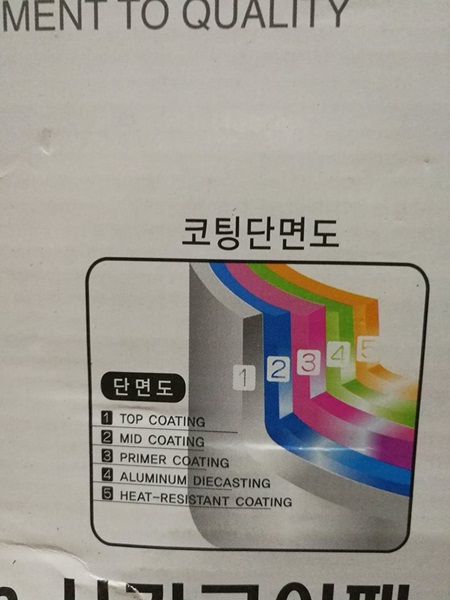 MENT TO QUALITY
코팅단면도
1 2 3 4 5
단면도
1 TOP COATING
2 MID COATING
3 PRIMER COATING
4 ALUMINUM DIECASTING
5 HEAT-RESISTANT COATING